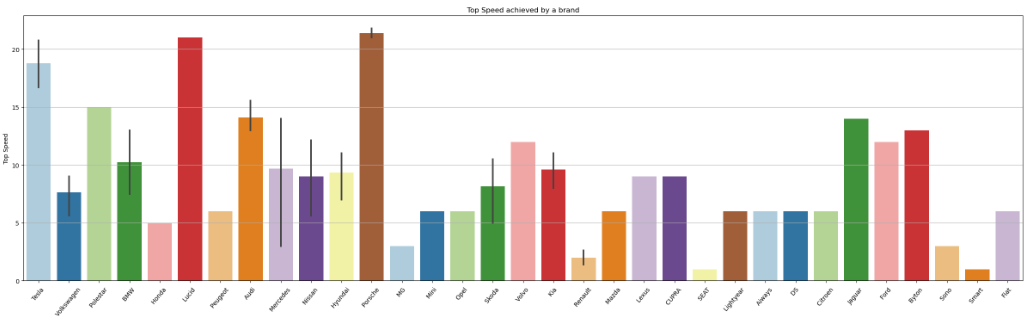 Top Speed achieved by a brand
Top Speed
20
15
10
5
0
Tesla
Volkswagen
Polestar
BMW
Honda
Lucid
Peugeot
Audi
Mercedes
Nissan
Hyundai
Porsche
MG
Mini
Opel
Skoda
Volvo
Kia
Renault
Mazda
Lexus
CUPRA
SEAT
Lightyear
Aiways
DS
Citroen
Jaguar
Ford
Byton
Sono
Smart
Fiat